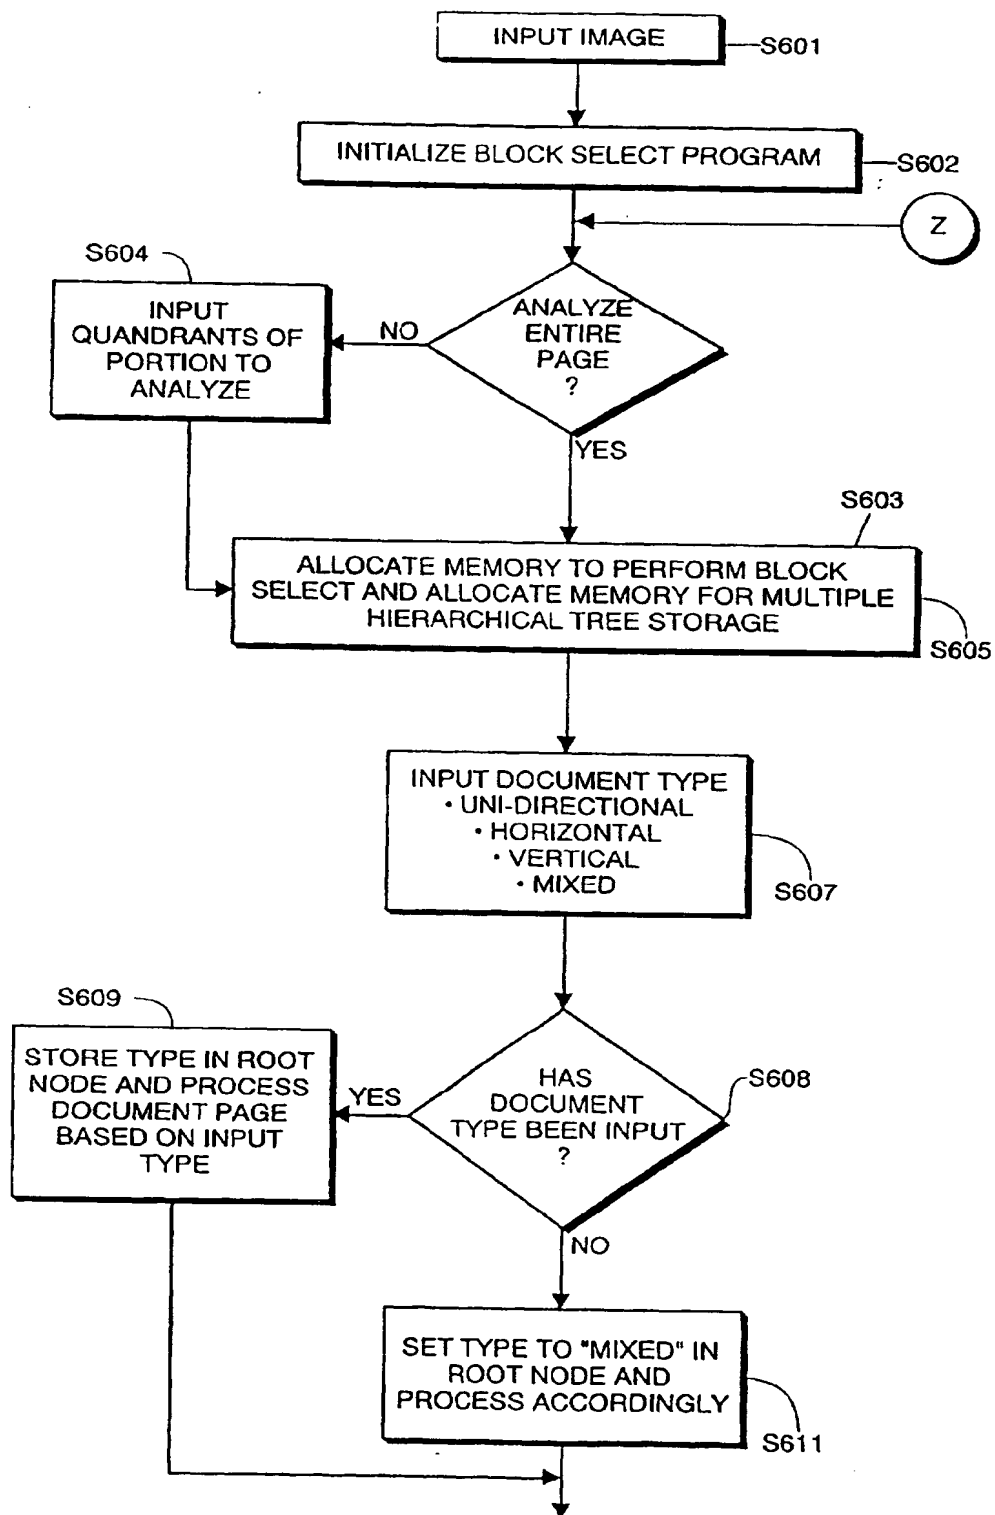 INPUT IMAGE
S601
INITIALIZE BLOCK SELECT PROGRAM
S602
Z
S604
INPUT
QUANDRANTS OF
PORTION TO
ANALYZE
NO
ANALYZE
ENTIRE
PAGE
?
YES
S603
ALLOCATE MEMORY TO PERFORM BLOCK
SELECT AND ALLOCATE MEMORY FOR MULTIPLE
HIERARCHICAL TREE STORAGE
S605
INPUT DOCUMENT TYPE
• UNI-DIRECTIONAL
• HORIZONTAL
• VERTICAL
• MIXED
S607
S609
STORE TYPE IN ROOT
NODE AND PROCESS
DOCUMENT PAGE
BASED ON INPUT
TYPE
YES
HAS
DOCUMENT
TYPE BEEN INPUT
?
S608
NO
SET TYPE TO "MIXED" IN
ROOT NODE AND
PROCESS ACCORDINGLY
S611